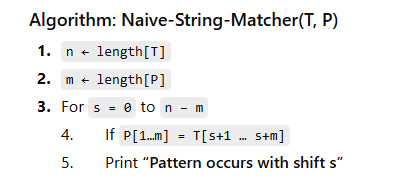 Algorithm: Naive-String-Matcher(T, P)
1. n ← length[T]
2. m ← length[P]
3. For s = 0 to n − m
4. If P[1…m] = T[s+1 … s+m]
5. Print “Pattern occurs with shift s”